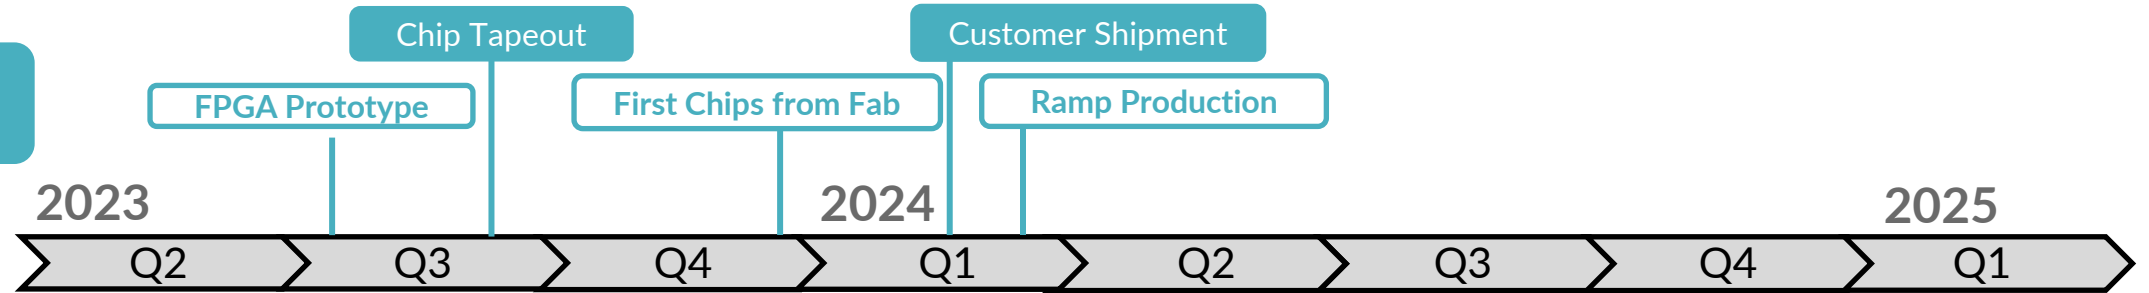 Chip Tapeout
Customer Shipment
FPGA Prototype
First Chips from Fab
Ramp Production
2023
2024
2025
Q2
Q3
Q4
Q1
Q2
Q3
Q4
Q1